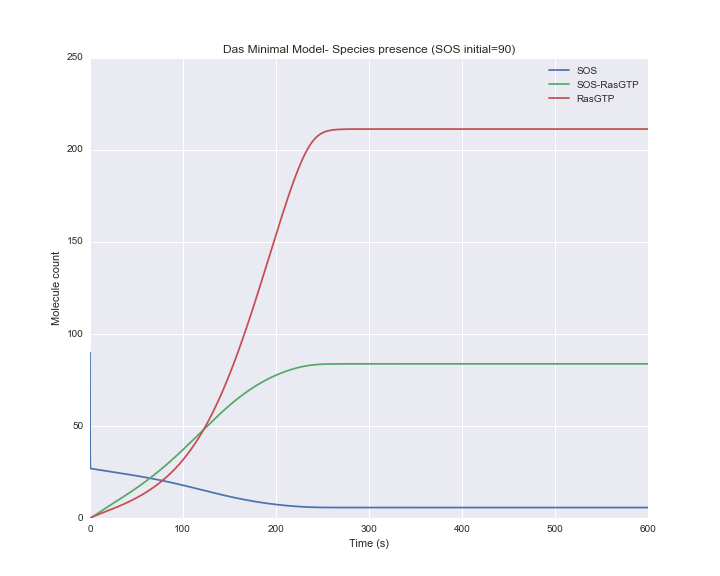 Das Minimal Model- Species presence (SOS initial=90)
250
SOS
SOS-RasGTP
RasGTP
200
150
Molecule count
100
50
0
0 100 200 300 400 500 600
Time (s)